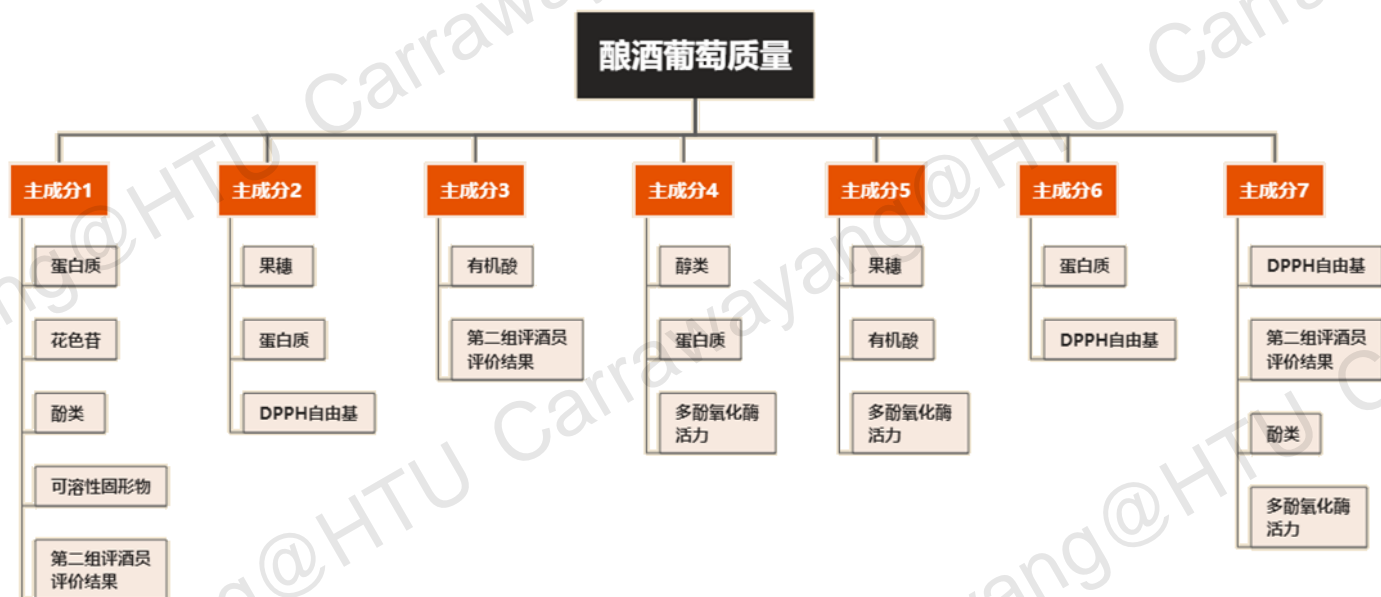 酿酒葡萄质量
主成分1
主成分2
主成分3
主成分4
主成分5
主成分6
主成分7
蛋白质
花色苷
酚类
可溶性固形物
第二组评酒员
评价结果
果穗
蛋白质
DPPH自由基
有机酸
第二组评酒员
评价结果
醇类
蛋白质
多酚氧化酶
活力
果穗
有机酸
多酚氧化酶
活力
蛋白质
DPPH自由基
DPPH自由基
第二组评酒员
评价结果
酚类
多酚氧化酶
活力
ang@HTU Carrawayang@HTU Carrawayang@HTU